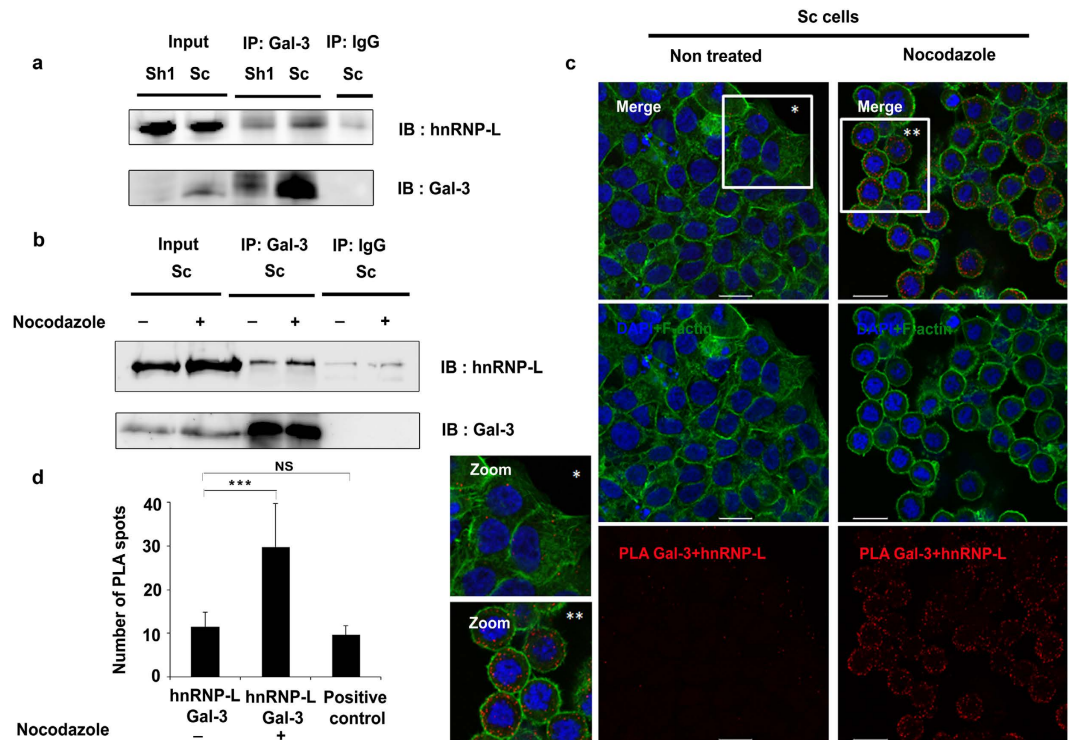 a
Input IP: Gal-3 IP: IgG
Sh1 Sc Sh1 Sc Sc
IB : hnRNP-L
IB : Gal-3
b
Input IP: Gal-3 IP: IgG
Sc Sc Sc
Nocodazole – + – + – +
IB : hnRNP-L
IB : Gal-3
c
Sc cells
Non treated Nocodazole
Merge * Merge **
DAPI+F-actin DAPI+F-actin
PLA Gal-3+hnRNP-L PLA Gal-3+hnRNP-L
Zoom *
Zoom **
d
NS
***
Number of PLA spots
40
30
20
10
0
hnRNP-L hnRNP-L Positive
Gal-3 Gal-3 control
Nocodazole – +